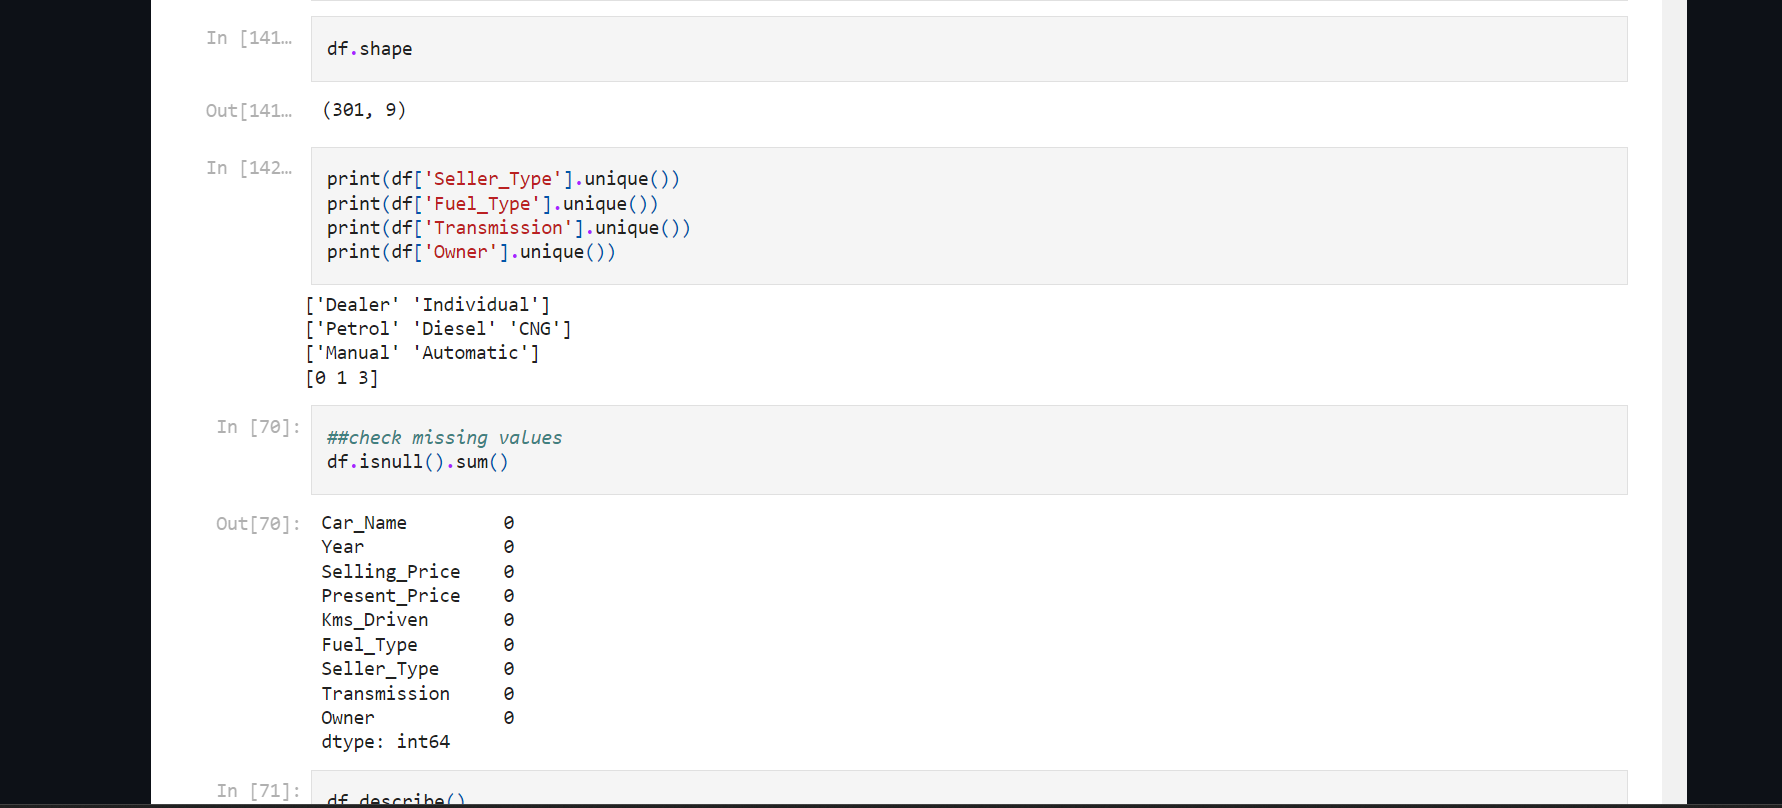 In [141…
df.shape
Out[141…
(301, 9)
In [142…
print(df['Seller_Type'].unique())
print(df['Fuel_Type'].unique())
print(df['Transmission'].unique())
print(df['Owner'].unique())
['Dealer' 'Individual']
['Petrol' 'Diesel' 'CNG']
['Manual' 'Automatic']
[0 1 3]
In [70]:
##check missing values
df.isnull().sum()
Out[70]:
Car_Name 0
Year 0
Selling_Price 0
Present_Price 0
Kms_Driven 0
Fuel_Type 0
Seller_Type 0
Transmission 0
Owner 0
dtype: int64
In [71]:
df.describe()